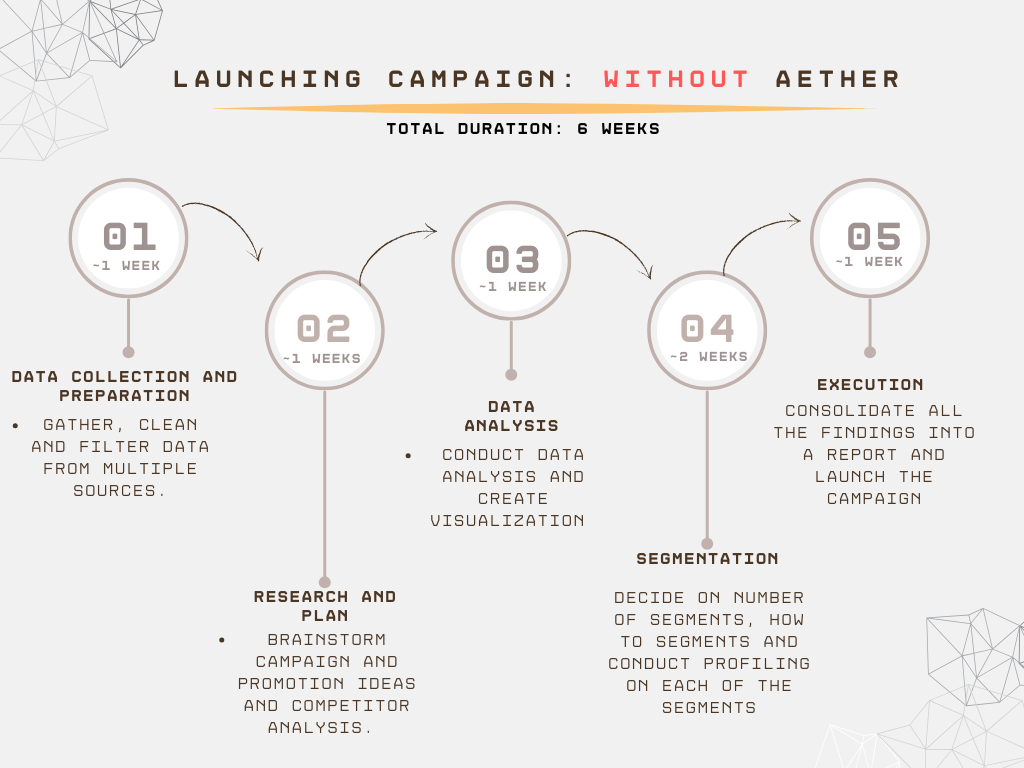 LAUNCHING CAMPAIGN: WITHOUT AETHER
TOTAL DURATION: 6 WEEKS
01
~1 WEEK
DATA COLLECTION AND
PREPARATION
• GATHER, CLEAN
AND FILTER DATA
FROM MULTIPLE
SOURCES.
02
~1 WEEKS
RESEARCH AND
PLAN
• BRAINSTORM
CAMPAIGN AND
PROMOTION IDEAS
AND COMPETITOR
ANALYSIS.
03
~1 WEEK
DATA
ANALYSIS
• CONDUCT DATA
ANALYSIS AND
CREATE
VISUALIZATION
04
~2 WEEKS
SEGMENTATION
DECIDE ON NUMBER
OF SEGMENTS, HOW
TO SEGMENTS AND
CONDUCT PROFILING
ON EACH OF THE
SEGMENTS
05
~1 WEEK
EXECUTION
CONSOLIDATE ALL
THE FINDINGS INTO
A REPORT AND
LAUNCH THE
CAMPAIGN